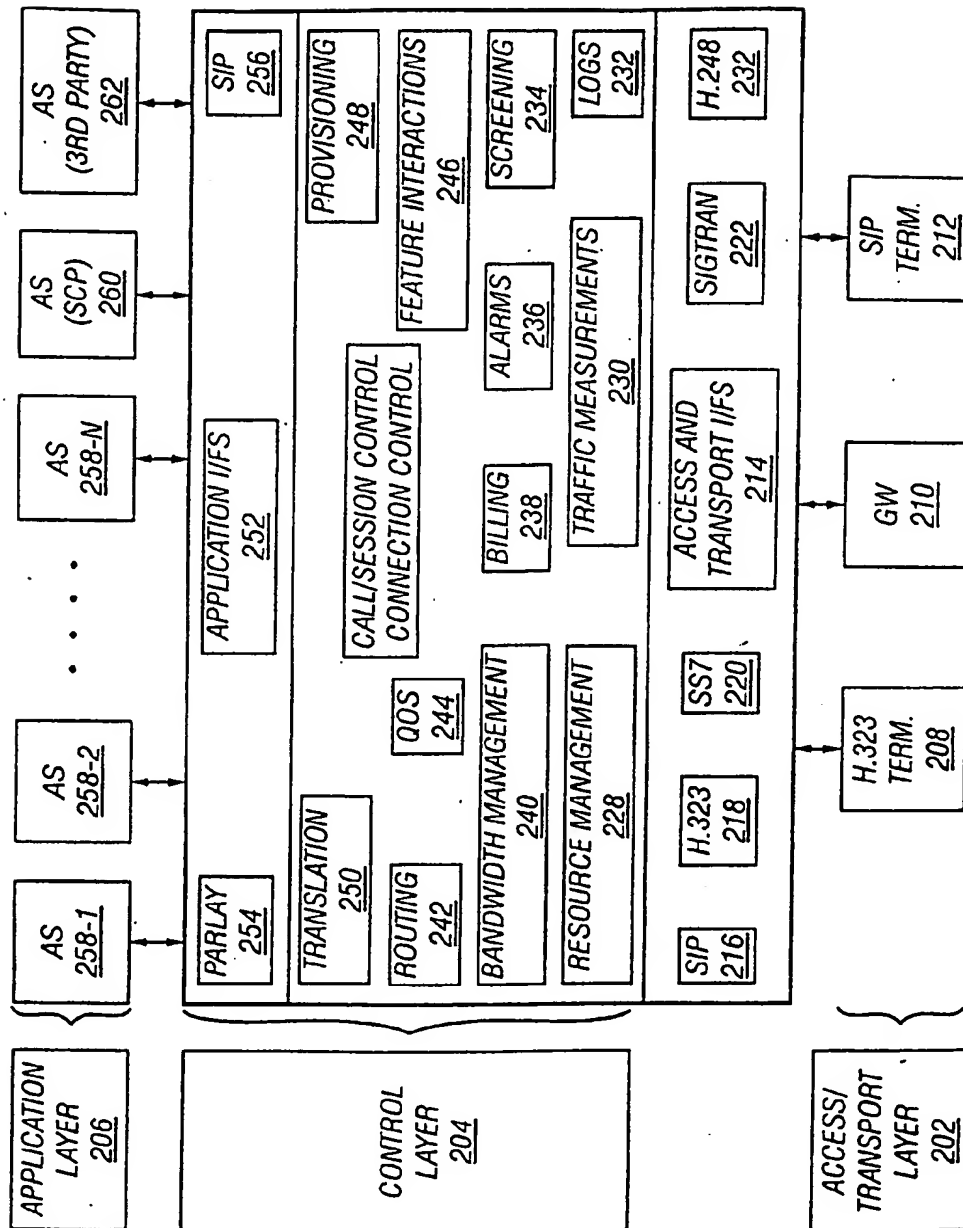 APPLICATION
LAYER
206
AS
258-1
AS
258-2
AS
258-N
AS
(SCP)
260
AS
(3RD PARTY)
262
CONTROL
LAYER
204
PARLAY
254
APPLICATION I/FS
252
SIP
256
TRANSLATION
250
CALL/SESSION CONTROL
CONNECTION CONTROL
PROVISIONING
248
ROUTING
242
QOS
244
FEATURE INTERACTIONS
246
BANDWIDTH MANAGEMENT
240
BILLING
238
ALARMS
236
SCREENING
234
RESOURCE MANAGEMENT
228
TRAFFIC MEASUREMENTS
230
LOGS
232
SIP
216
H.323
218
SS7
220
ACCESS AND
TRANSPORT I/FS
214
SIGTRAN
222
H.248
232
ACCESS/
TRANSPORT
LAYER
202
H.323
TERM.
208
GW
210
SIP
TERM.
212